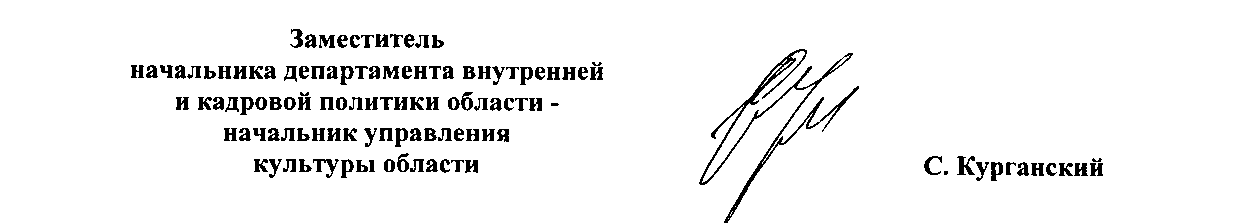 Заместитель
начальника департамента внутренней
и кадровой политики области -
начальник управления
культуры области
С. Курганский